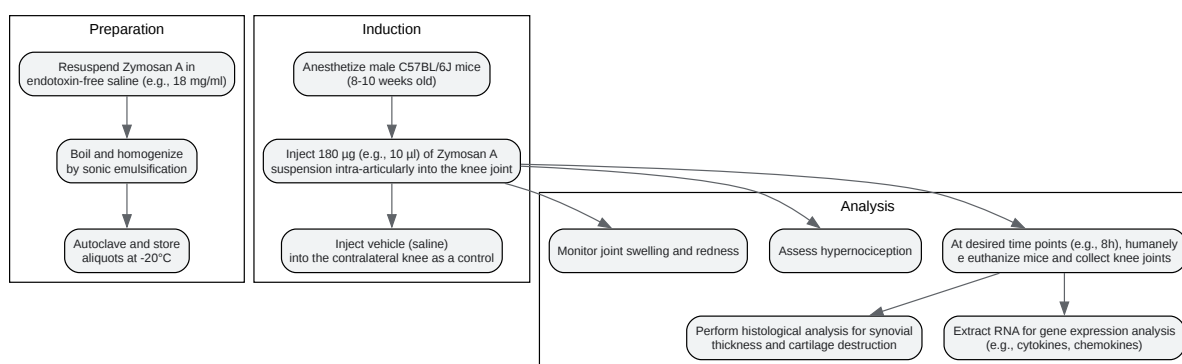 Preparation
Resuspend Zymosan A in
endotoxin-free saline (e.g., 18 mg/ml)
Boil and homogenize
by sonic emulsification
Autoclave and store
aliquots at -20°C
Induction
Anesthetize male C57BL/6J mice
(8-10 weeks old)
Inject 180 µg (e.g., 10 µl) of Zymosan A
suspension intra-articularly into the knee joint
Inject vehicle (saline)
into the contralateral knee as a control
Analysis
Monitor joint swelling and redness
Assess hypernociception
At desired time points (e.g., 8h), humanely
e euthanize mice and collect knee joints
Perform histological analysis for synovial
thickness and cartilage destruction
Extract RNA for gene expression analysis
(e.g., cytokines, chemokines)